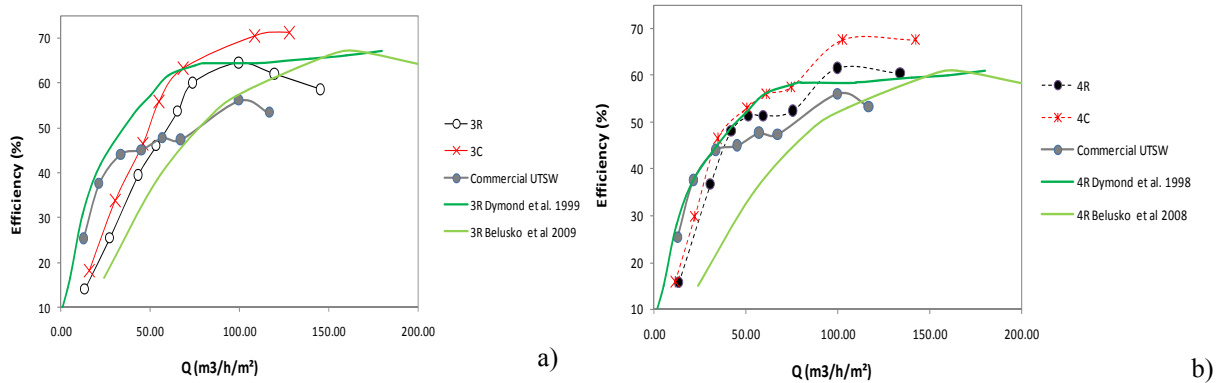 Efficiency (%)
70
60
50
40
30
20
10
0.00 50.00 100.00 150.00 200.00
Q (m3/h/m²)
3R
3C
Commercial UTSW
3R Dymond et al. 1999
3R Belusko et al 2009
a)
Efficiency (%)
70
60
50
40
30
20
10
0.00 50.00 100.00 150.00 200.00
Q (m3/h/m²)
4R
4C
Commercial UTSW
4R Dymond et al. 1998
4R Belusko et al 2008
b)